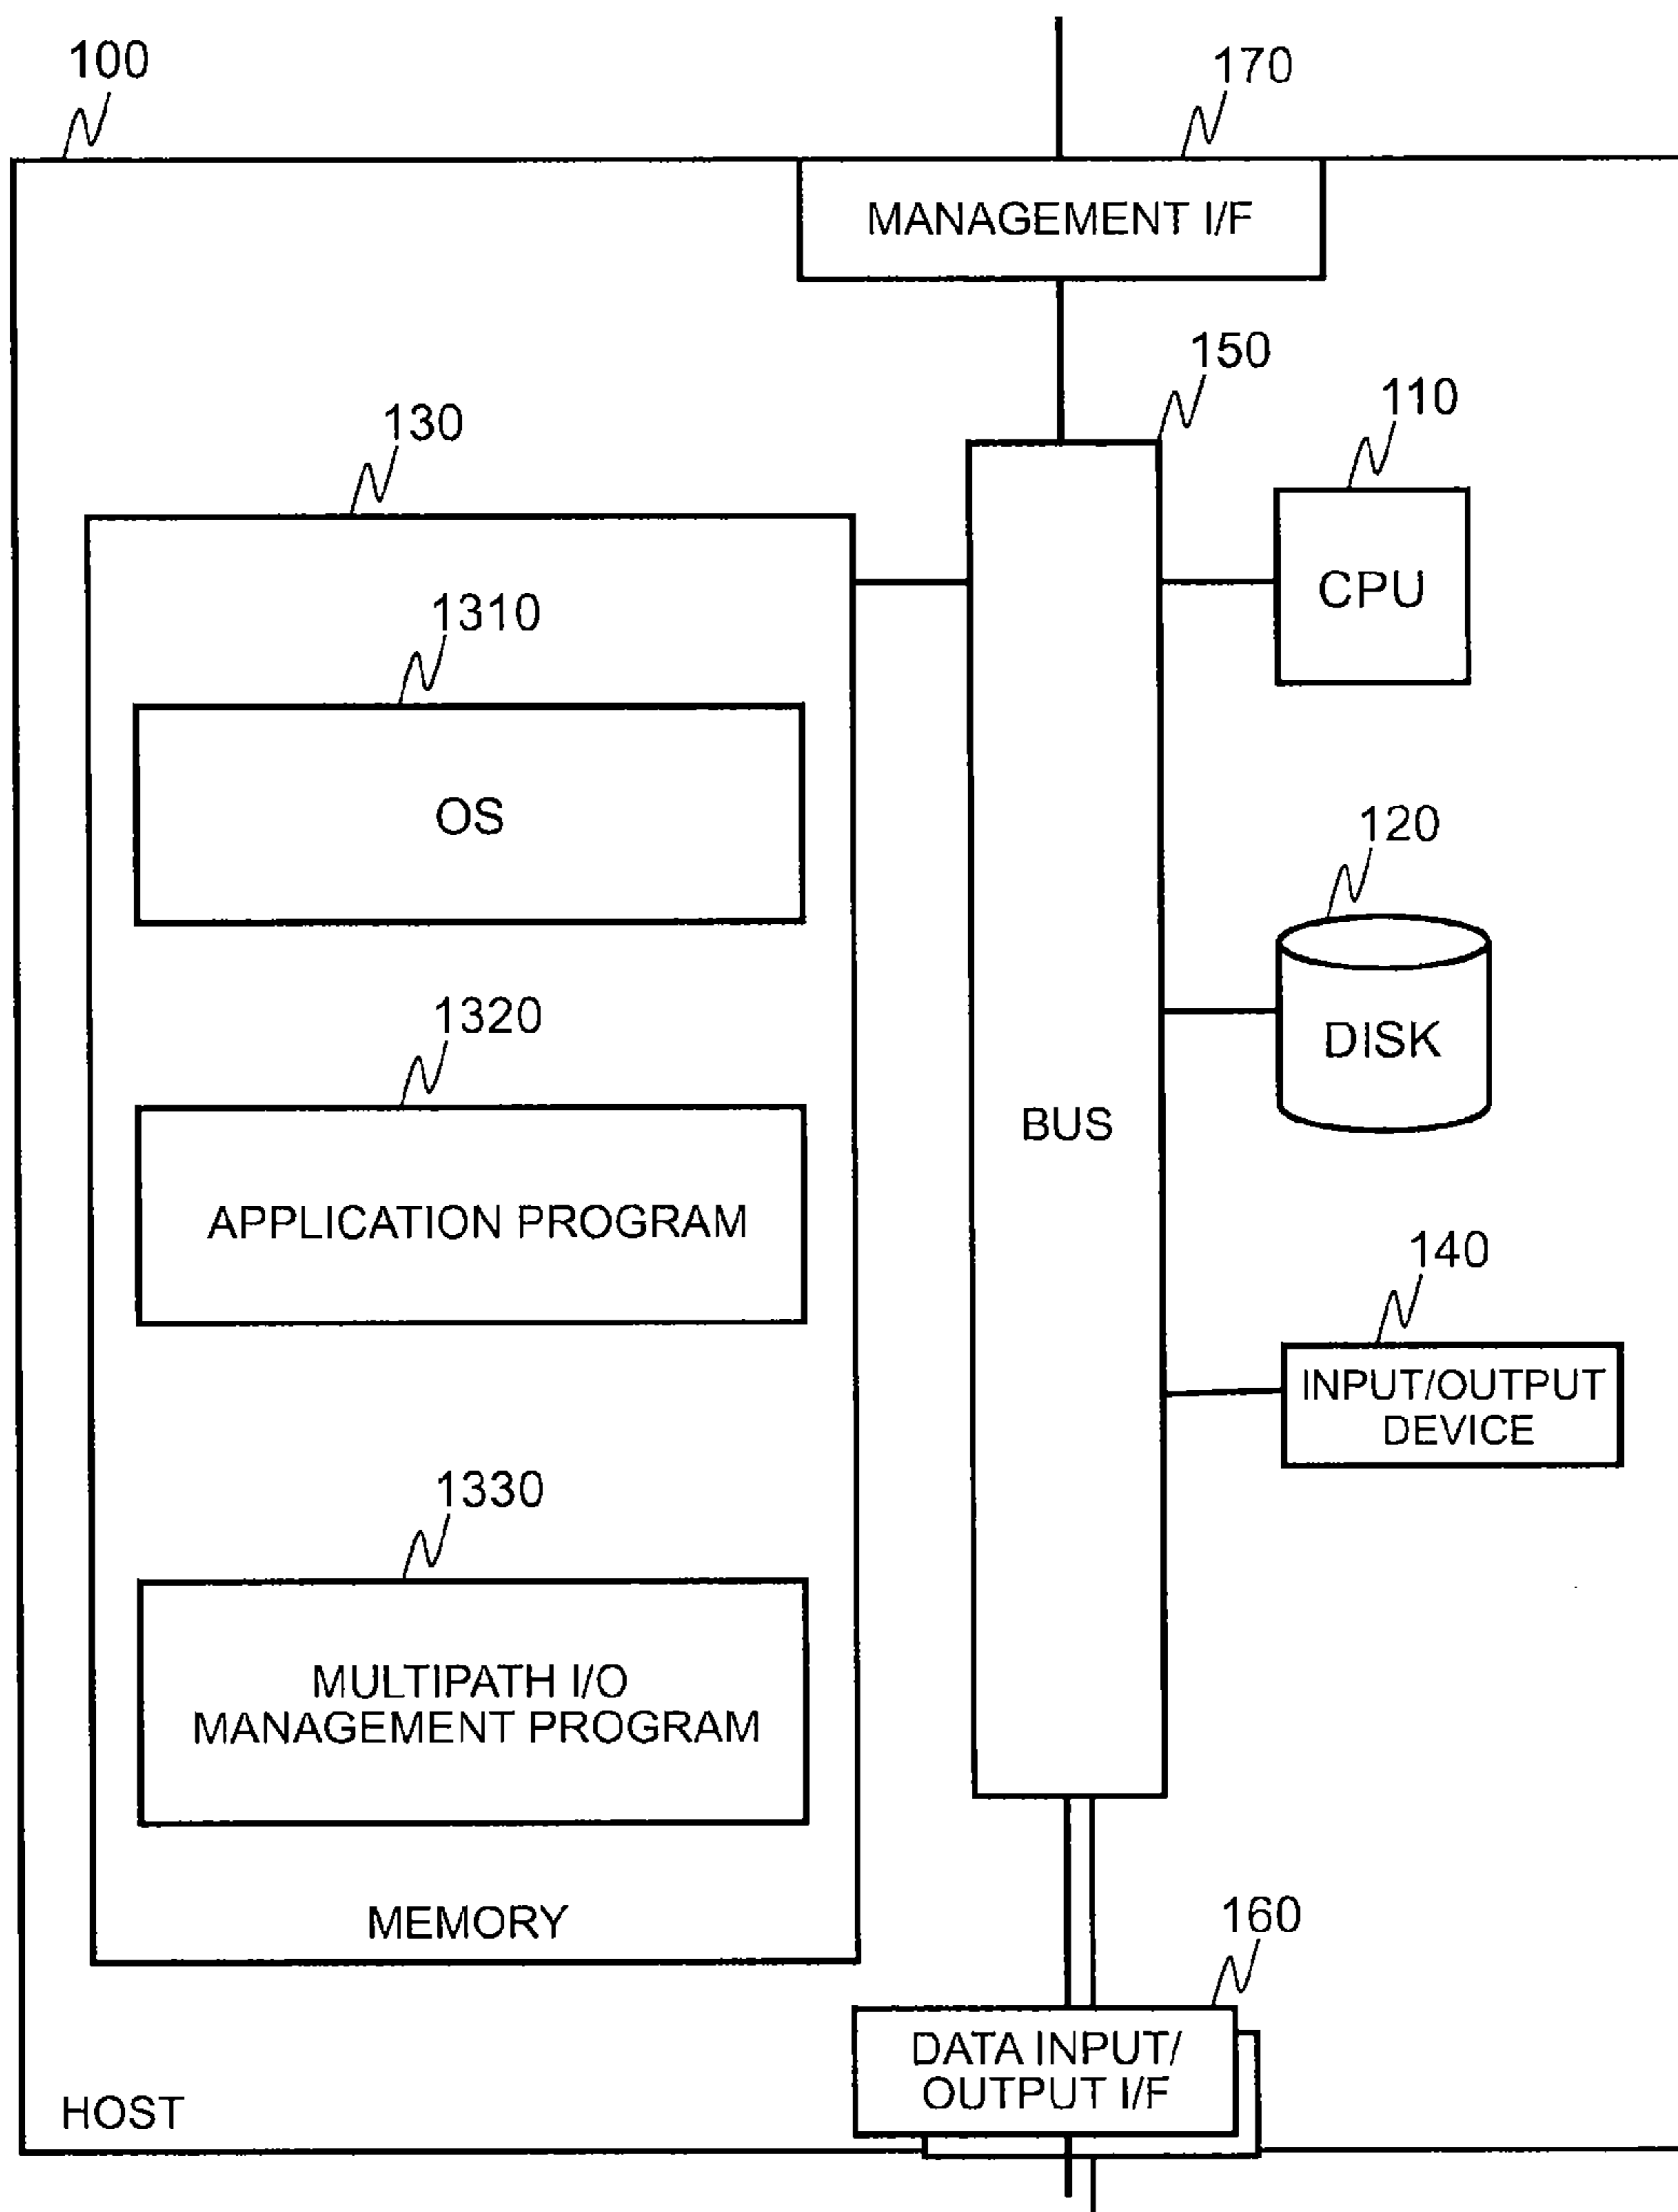 100
170
MANAGEMENT I/F
150
110
130
CPU
1310
OS
120
DISK
1320
BUS
APPLICATION PROGRAM
140
INPUT/OUTPUT
DEVICE
1330
MULTIPATH I/O
MANAGEMENT PROGRAM
MEMORY
160
DATA INPUT/
OUTPUT I/F
HOST